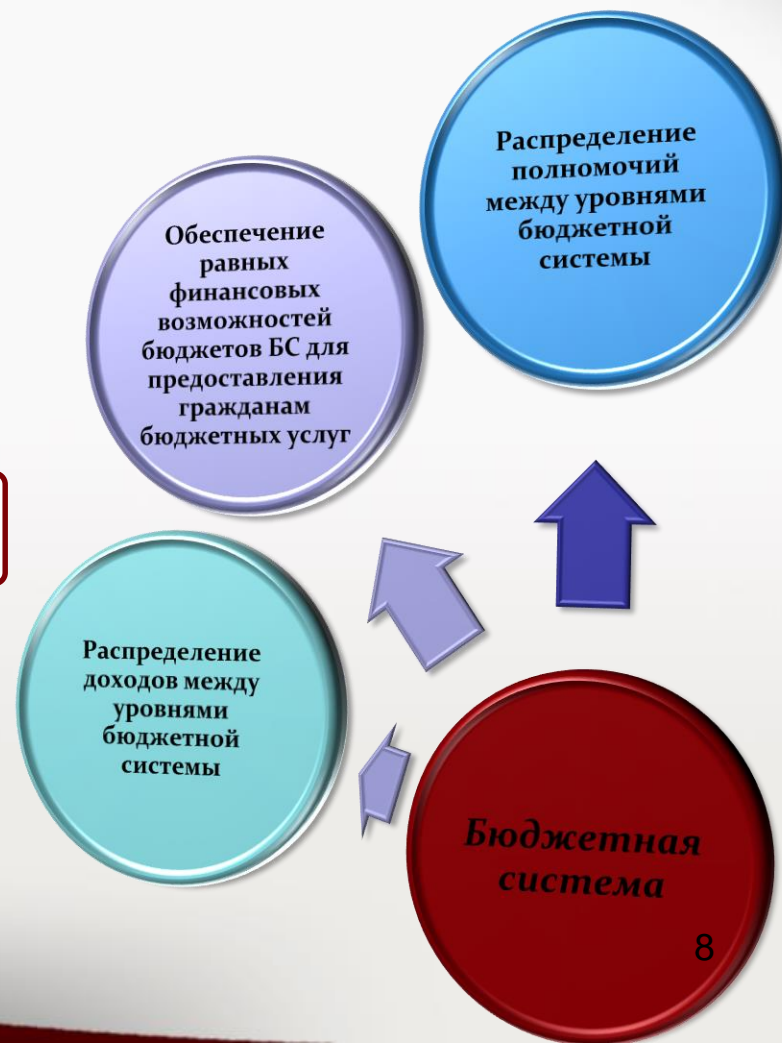 Распределение
полномочий
между уровнями
бюджетной
системы
Обеспечение
равных
финансовых
возможностей
бюджетов БС для
предоставления
гражданам
бюджетных услуг
Распределение
доходов между
уровнями
бюджетной
системы
Бюджетная
система
8